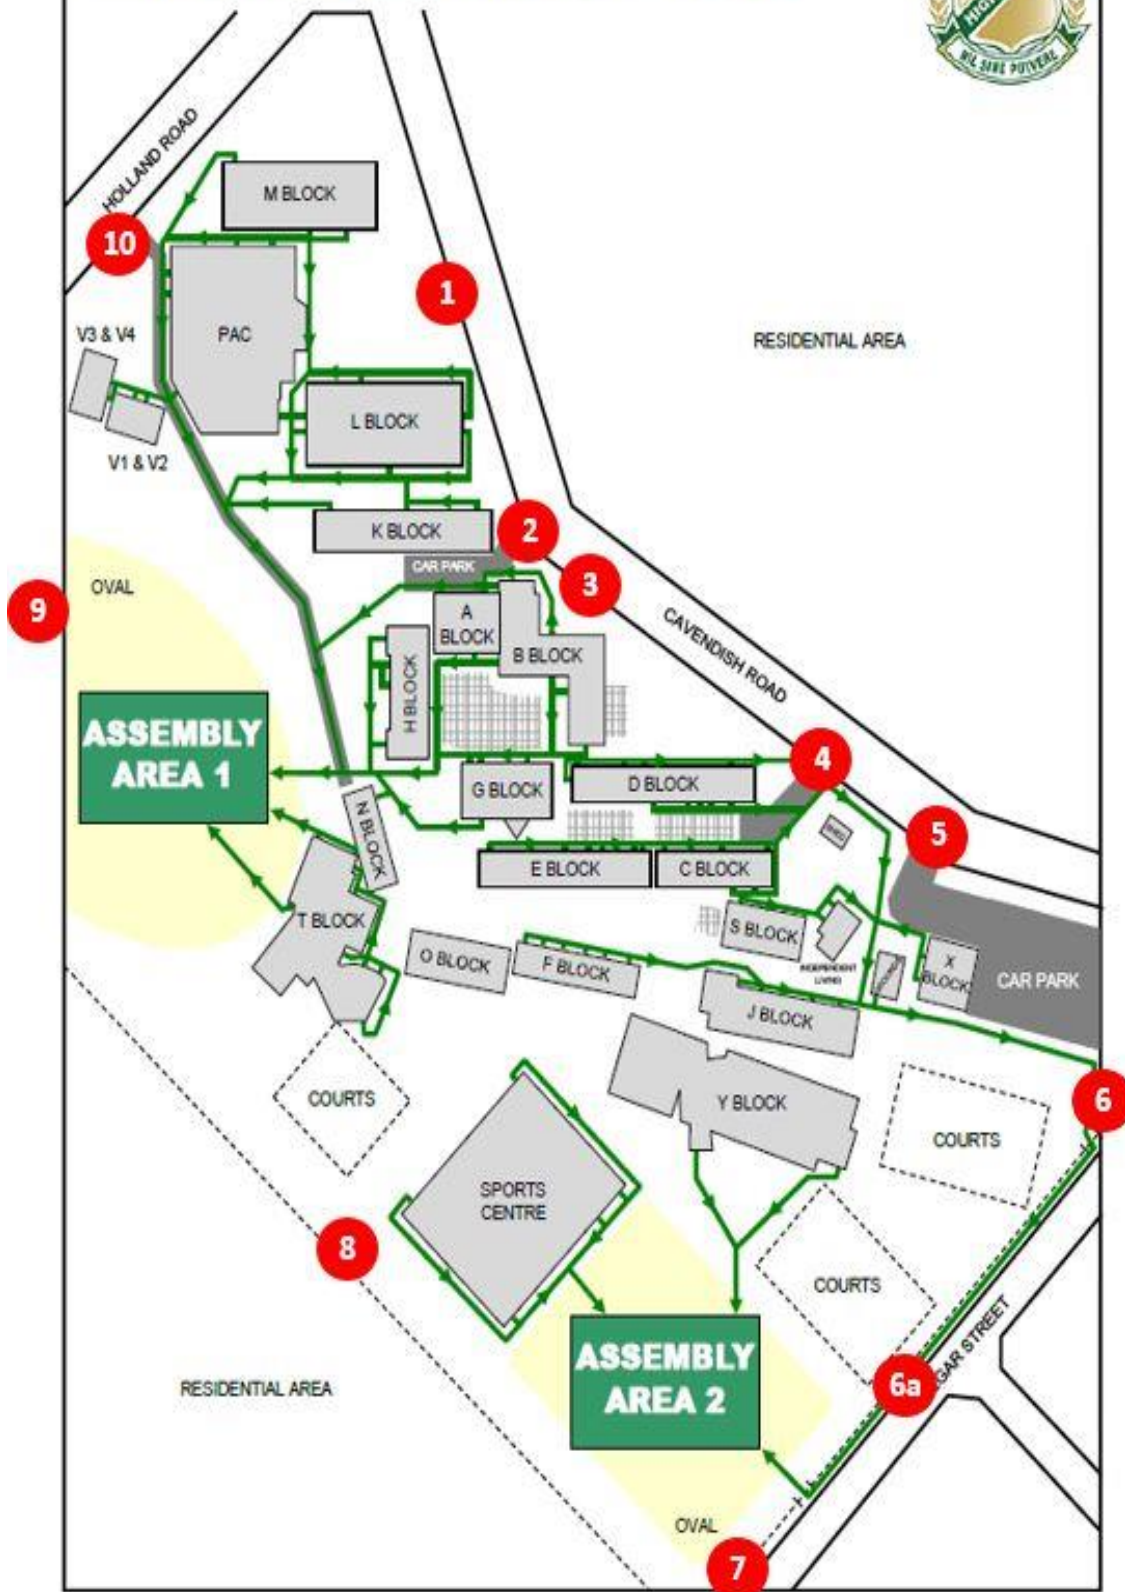 HIGH
NIL SINE PULVERE
HOLLAND ROAD
M BLOCK
10
1
V3 & V4
PAC
RESIDENTIAL AREA
L BLOCK
V1 & V2
K BLOCK
2
CAR PARK
3
9
OVAL
A
BLOCK
B BLOCK
CAVENDISH ROAD
H BLOCK
ASSEMBLY
AREA 1
4
G BLOCK
D BLOCK
N BLOCK
5
E BLOCK
C BLOCK
T BLOCK
S BLOCK
O BLOCK
F BLOCK
INDEPENDENT
LIVING
X
BLOCK
CAR PARK
J BLOCK
COURTS
Y BLOCK
6
COURTS
SPORTS
CENTRE
8
COURTS
GAR STREET
ASSEMBLY
AREA 2
6a
RESIDENTIAL AREA
OVAL
7